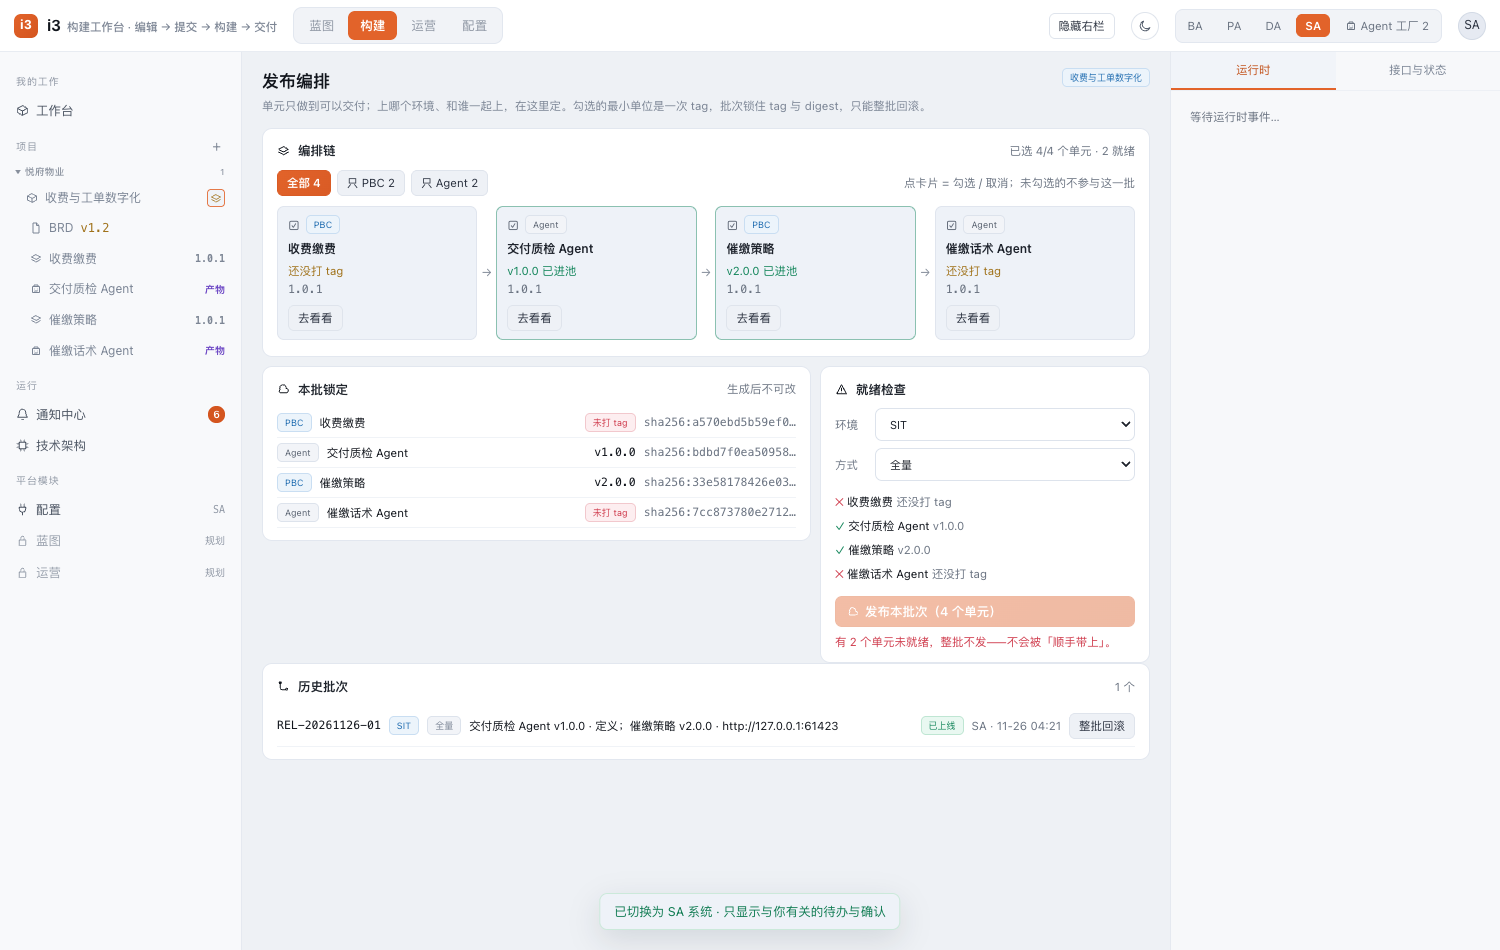 i3 i3 构建工作台 · 编辑 → 提交 → 构建 → 交付 蓝图 构建 运营 配置 隐藏右栏 BA PA DA SA Agent 工厂 2 SA
我的工作
工作台
项目 +
悦府物业 1
收费与工单数字化
BRD v1.2
收费缴费 1.0.1
交付质检 Agent 产物
催缴策略 1.0.1
催缴话术 Agent 产物
运行
通知中心 6
技术架构
平台模块
配置 SA
蓝图 规划
运营 规划
发布编排 收费与工单数字化
单元只做到可以交付；上哪个环境、和谁一起上，在这里定。勾选的最小单位是一次 tag，批次锁住 tag 与 digest，只能整批回滚。
编排链 已选 4/4 个单元 · 2 就绪
全部 4 只 PBC 2 只 Agent 2 点卡片 = 勾选 / 取消；未勾选的不参与这一批
PBC
收费缴费
还没打 tag
1.0.1
去看看
→
Agent
交付质检 Agent
v1.0.0 已进池
1.0.1
去看看
→
PBC
催缴策略
v2.0.0 已进池
1.0.1
去看看
→
Agent
催缴话术 Agent
还没打 tag
1.0.1
去看看
本批锁定 生成后不可改
PBC 收费缴费 未打 tag sha256:a570ebd5b59ef0…
Agent 交付质检 Agent v1.0.0 sha256:bdbd7f0ea50958…
PBC 催缴策略 v2.0.0 sha256:33e58178426e03…
Agent 催缴话术 Agent 未打 tag sha256:7cc873780e2712…
就绪检查
环境 SIT
方式 全量
✕ 收费缴费 还没打 tag
✓ 交付质检 Agent v1.0.0
✓ 催缴策略 v2.0.0
✕ 催缴话术 Agent 还没打 tag
发布本批次（4 个单元）
有 2 个单元未就绪，整批不发——不会被「顺手带上」。
历史批次 1 个
REL-20261126-01 SIT 全量 交付质检 Agent v1.0.0 · 定义；催缴策略 v2.0.0 · http://127.0.0.1:61423 已上线 SA · 11-26 04:21 整批回滚
运行时 接口与状态
等待运行时事件…
已切换为 SA 系统 · 只显示与你有关的待办与确认